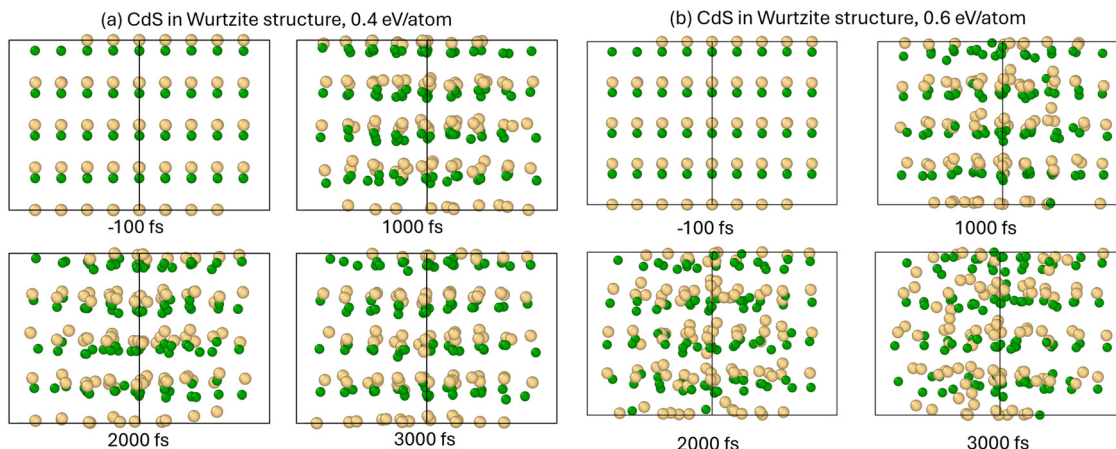 (a) CdS in Wurtzite structure, 0.4 eV/atom
-100 fs
1000 fs
2000 fs
3000 fs
(b) CdS in Wurtzite structure, 0.6 eV/atom
-100 fs
1000 fs
2000 fs
3000 fs